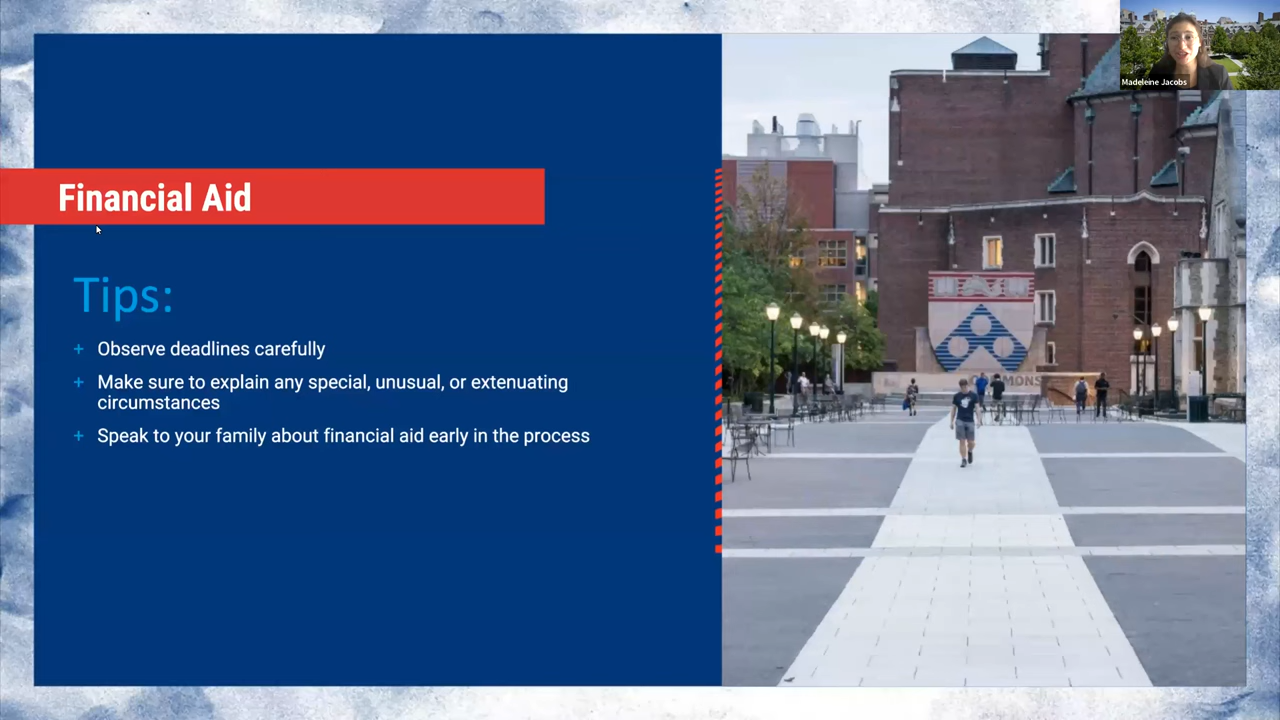 Madeleine Jacobs
Financial Aid
Tips:
+ Observe deadlines carefully
+ Make sure to explain any special, unusual, or extenuating
circumstances
+ Speak to your family about financial aid early in the process
COMMONS